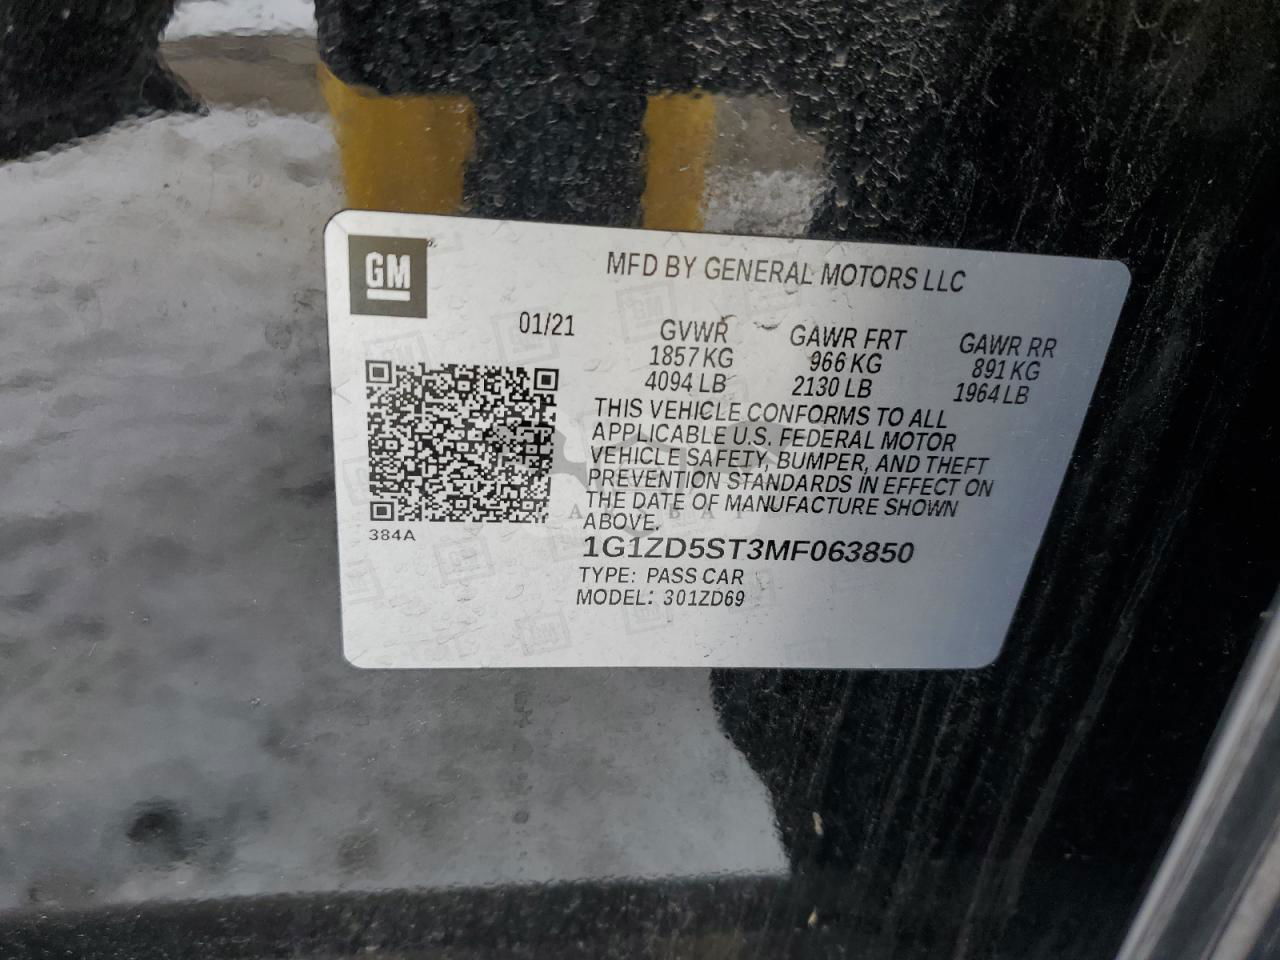 GM
MFD BY GENERAL MOTORS LLC
01/21
GVWR GAWR FRT GAWR RR
1857 KG 966 KG 891 KG
4094 LB 2130 LB 1964 LB
THIS VEHICLE CONFORMS TO ALL
APPLICABLE U.S. FEDERAL MOTOR
VEHICLE SAFETY, BUMPER, AND THEFT
PREVENTION STANDARDS IN EFFECT ON
THE DATE OF MANUFACTURE SHOWN
ABOVE.
384A
1G1ZD5ST3MF063850
TYPE: PASS CAR
MODEL: 301ZD69